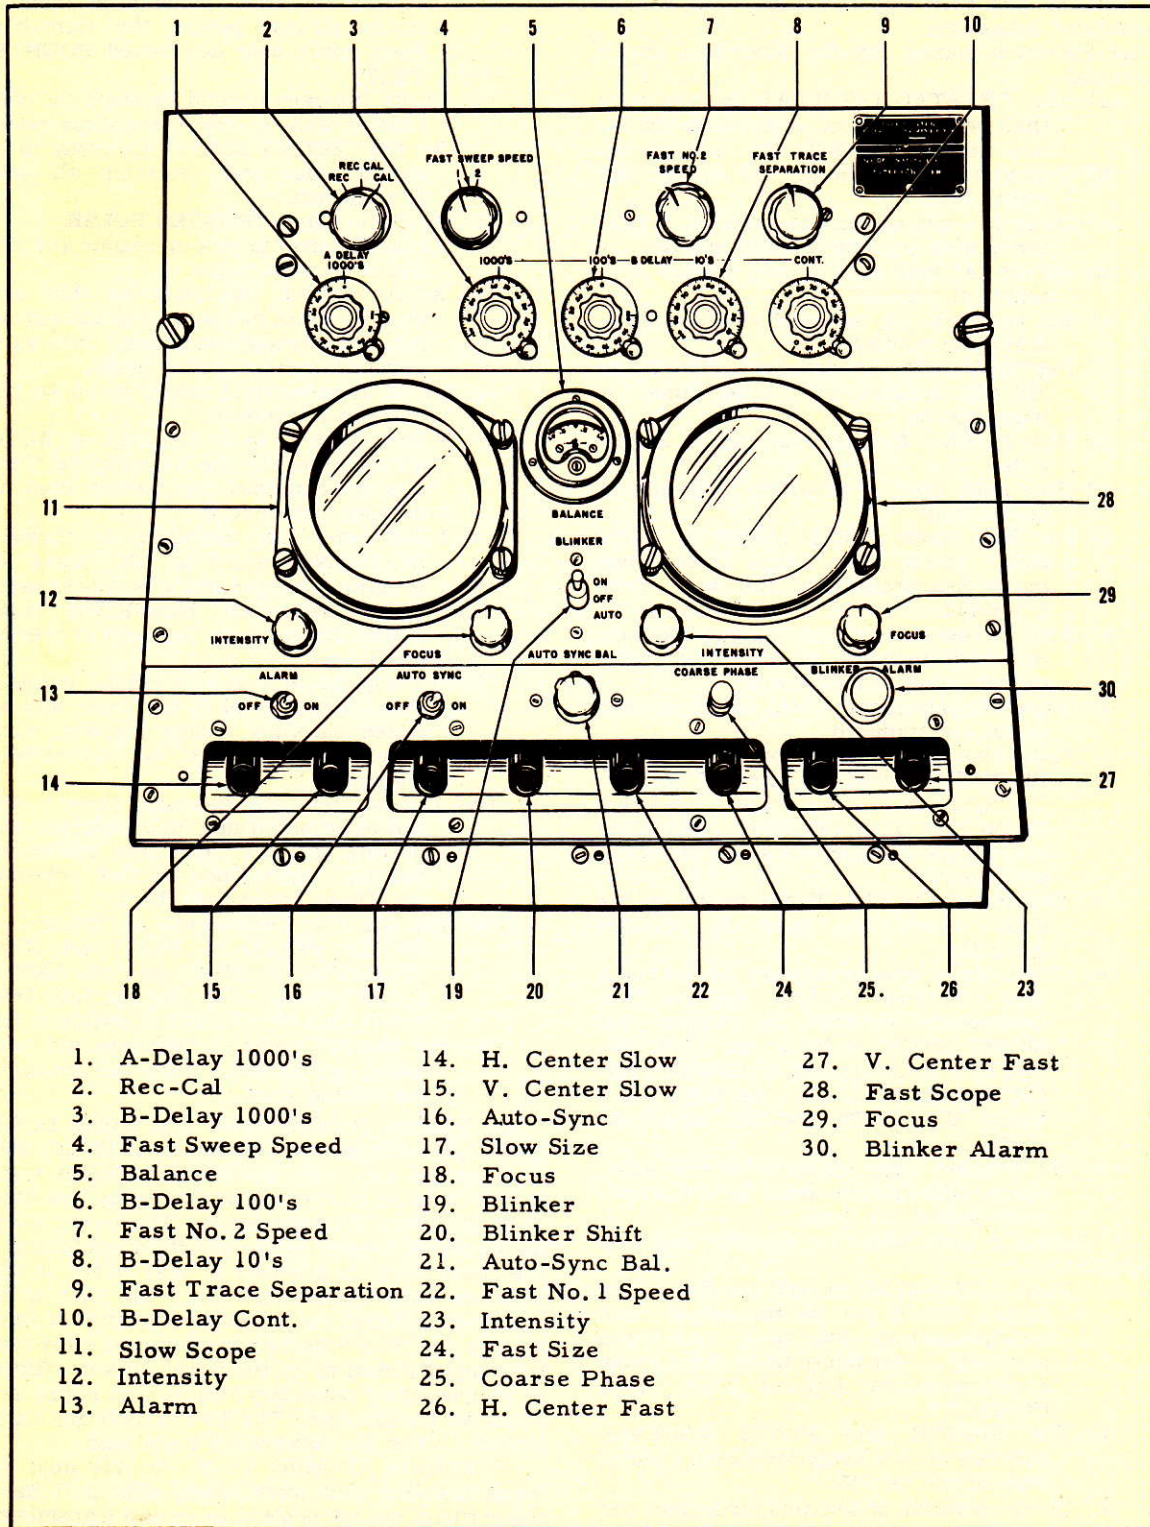 1 2 3 4 5 6 7 8 9 10
REC CAL
REC CAL
FAST SWEEP SPEED
1 2
FAST NO.2
SPEED
FAST TRACE
SEPARATION
A DELAY
1000'S
1000'S 100'S B DELAY 10'S CONT.
11
28
BALANCE
BLINKER
ON
OFF
AUTO
12
29
INTENSITY
FOCUS
AUTO SYNC BAL
INTENSITY
FOCUS
13
30
ALARM
OFF ON
AUTO SYNC
OFF ON
COARSE PHASE
BLINKER ALARM
14
27
18 15 16 17 19 20 21 22 24 25. 26 23
1. A-Delay 1000's
2. Rec-Cal
3. B-Delay 1000's
4. Fast Sweep Speed
5. Balance
6. B-Delay 100's
7. Fast No. 2 Speed
8. B-Delay 10's
9. Fast Trace Separation
10. B-Delay Cont.
11. Slow Scope
12. Intensity
13. Alarm
14. H. Center Slow
15. V. Center Slow
16. Auto-Sync
17. Slow Size
18. Focus
19. Blinker
20. Blinker Shift
21. Auto-Sync Bal.
22. Fast No. 1 Speed
23. Intensity
24. Fast Size
25. Coarse Phase
26. H. Center Fast
27. V. Center Fast
28. Fast Scope
29. Focus
30. Blinker Alarm